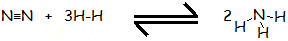 N≡N + 3H-H ⇌ 2 H-N-H
H